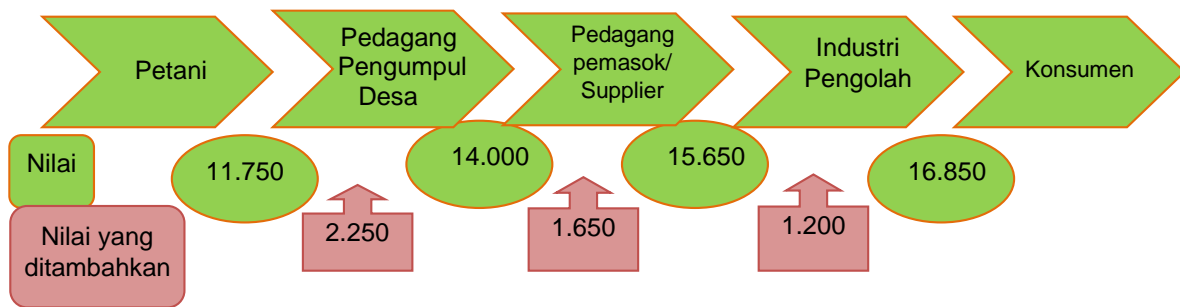 Petani
Pedagang
Pengumpul
Desa
Pedagang
pemasok/
Supplier
Industri
Pengolah
Konsumen
Nilai
11.750
14.000
15.650
16.850
Nilai yang
ditambahkan
2.250
1.650
1.200